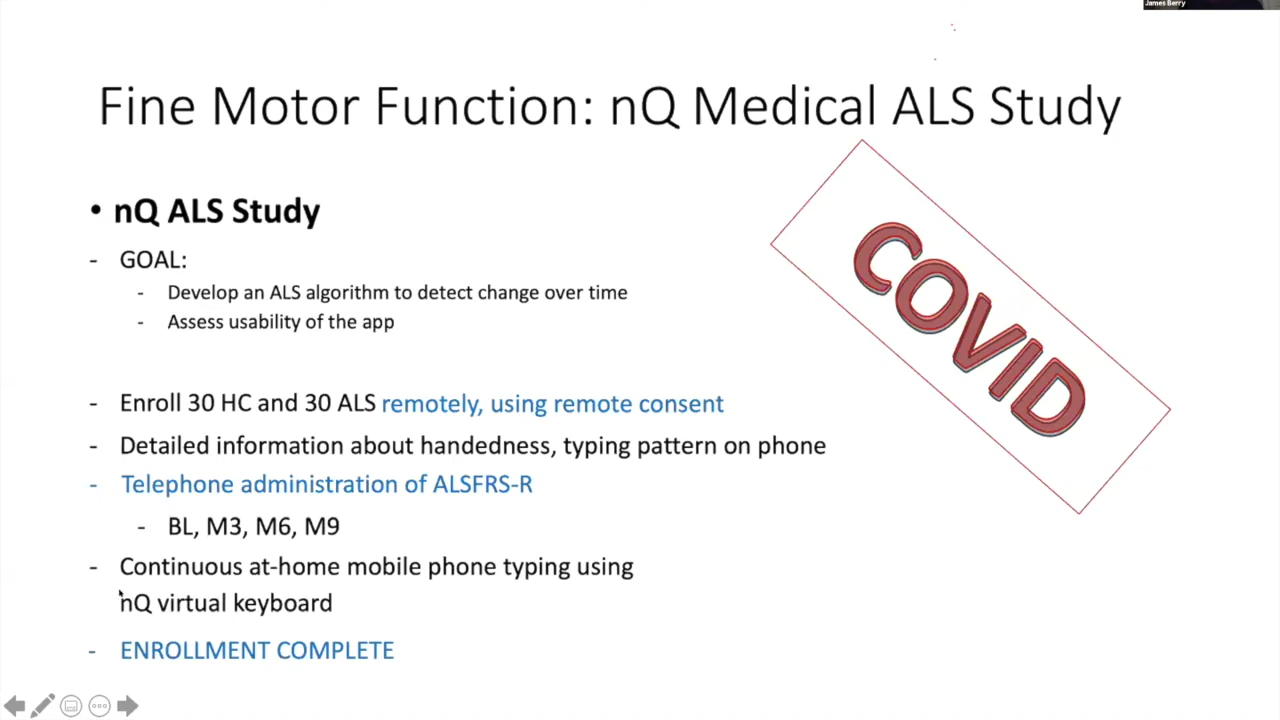 James Berry
Fine Motor Function: nQ Medical ALS Study
• nQ ALS Study
- GOAL:
- Develop an ALS algorithm to detect change over time
- Assess usability of the app
COVID
- Enroll 30 HC and 30 ALS remotely, using remote consent
- Detailed information about handedness, typing pattern on phone
- Telephone administration of ALSFRS-R
- BL, M3, M6, M9
- Continuous at-home mobile phone typing using
nQ virtual keyboard
- ENROLLMENT COMPLETE